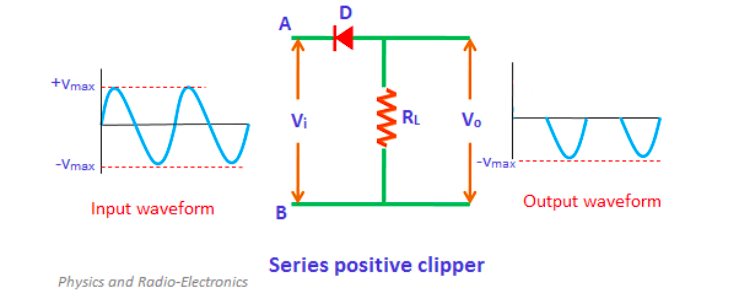 D
A
+Vmax
Vi
RL
Vo
-Vmax
-Vmax
Input waveform
B
Output waveform
Series positive clipper
Physics and Radio-Electronics